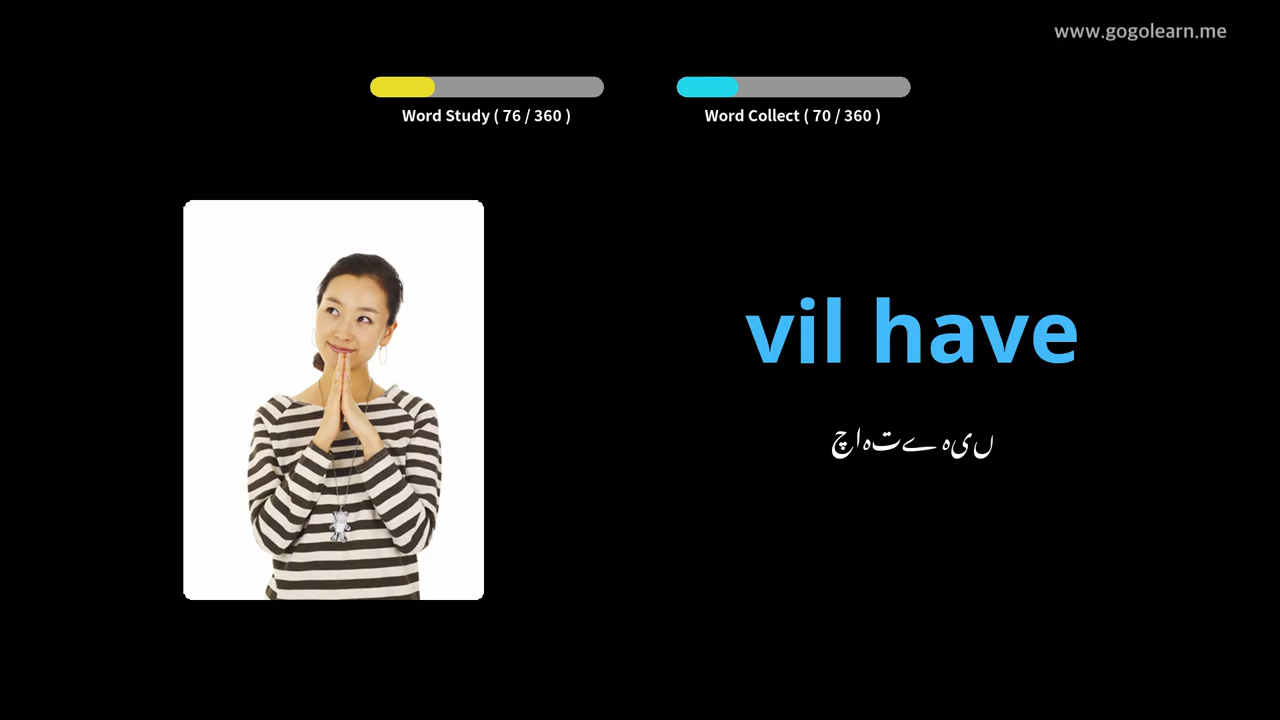 www.gogolearn.me
Word Study ( 76 / 360 )
Word Collect ( 70 / 360 )
vil have
چاہتے ہیں